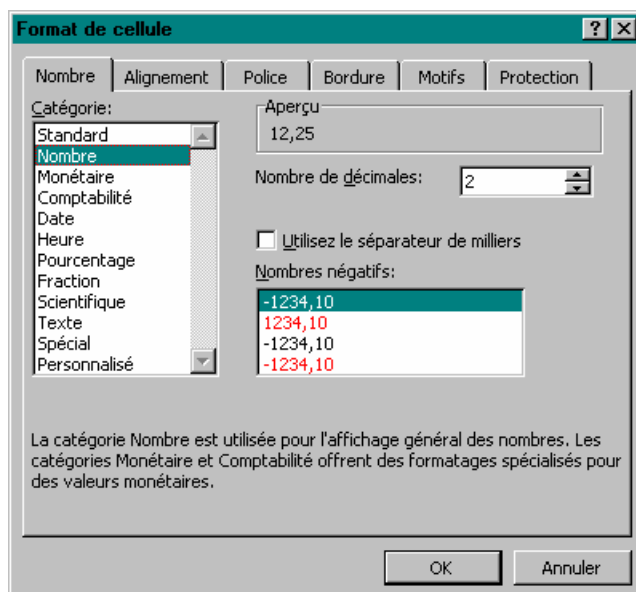 Format de cellule
Nombre
Alignement
Police
Bordure
Motifs
Protection
Catégorie:
Standard
Nombre
Monétaire
Comptabilité
Date
Heure
Pourcentage
Fraction
Scientifique
Texte
Spécial
Personnalisé
Aperçu
12,25
Nombre de décimales:
2
Utilisez le séparateur de milliers
Nombres négatifs:
-1234,10
1234,10
-1234,10
-1234,10
La catégorie Nombre est utilisée pour l'affichage général des nombres. Les
catégories Monétaire et Comptabilité offrent des formatages spécialisés pour
des valeurs monétaires.
OK
Annuler